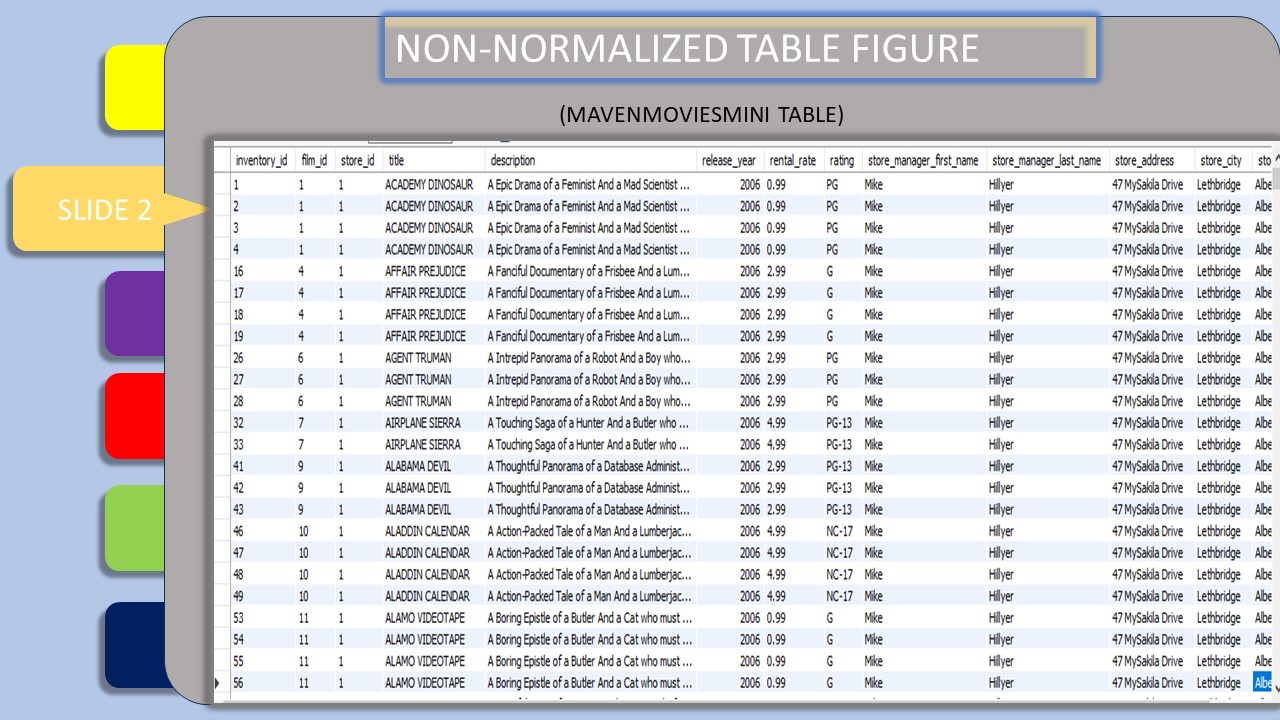 NON-NORMALIZED TABLE FIGURE
(MAVENMOVIESMINI TABLE)
SLIDE 2
inventory_id film_id store_id title description release_year rental_rate rating store_manager_first_name store_manager_last_name store_address store_city sto
1 1 1 ACADEMY DINOSAUR A Epic Drama of a Feminist And a Mad Scientist ... 2006 0.99 PG Mike Hillyer 47 MySakila Drive Lethbridge Albe
2 1 1 ACADEMY DINOSAUR A Epic Drama of a Feminist And a Mad Scientist ... 2006 0.99 PG Mike Hillyer 47 MySakila Drive Lethbridge Albe
3 1 1 ACADEMY DINOSAUR A Epic Drama of a Feminist And a Mad Scientist ... 2006 0.99 PG Mike Hillyer 47 MySakila Drive Lethbridge Albe
4 1 1 ACADEMY DINOSAUR A Epic Drama of a Feminist And a Mad Scientist ... 2006 0.99 PG Mike Hillyer 47 MySakila Drive Lethbridge Albe
16 4 1 AFFAIR PREJUDICE A Fanciful Documentary of a Frisbee And a Lum... 2006 2.99 G Mike Hillyer 47 MySakila Drive Lethbridge Albe
17 4 1 AFFAIR PREJUDICE A Fanciful Documentary of a Frisbee And a Lum... 2006 2.99 G Mike Hillyer 47 MySakila Drive Lethbridge Albe
18 4 1 AFFAIR PREJUDICE A Fanciful Documentary of a Frisbee And a Lum... 2006 2.99 G Mike Hillyer 47 MySakila Drive Lethbridge Albe
19 4 1 AFFAIR PREJUDICE A Fanciful Documentary of a Frisbee And a Lum... 2006 2.99 G Mike Hillyer 47 MySakila Drive Lethbridge Albe
26 6 1 AGENT TRUMAN A Intrepid Panorama of a Robot And a Boy who... 2006 2.99 PG Mike Hillyer 47 MySakila Drive Lethbridge Albe
27 6 1 AGENT TRUMAN A Intrepid Panorama of a Robot And a Boy who... 2006 2.99 PG Mike Hillyer 47 MySakila Drive Lethbridge Albe
28 6 1 AGENT TRUMAN A Intrepid Panorama of a Robot And a Boy who... 2006 2.99 PG Mike Hillyer 47 MySakila Drive Lethbridge Albe
32 7 1 AIRPLANE SIERRA A Touching Saga of a Hunter And a Butler who ... 2006 4.99 PG-13 Mike Hillyer 47 MySakila Drive Lethbridge Albe
33 7 1 AIRPLANE SIERRA A Touching Saga of a Hunter And a Butler who ... 2006 4.99 PG-13 Mike Hillyer 47 MySakila Drive Lethbridge Albe
41 9 1 ALABAMA DEVIL A Thoughtful Panorama of a Database Administ... 2006 2.99 PG-13 Mike Hillyer 47 MySakila Drive Lethbridge Albe
42 9 1 ALABAMA DEVIL A Thoughtful Panorama of a Database Administ... 2006 2.99 PG-13 Mike Hillyer 47 MySakila Drive Lethbridge Albe
43 9 1 ALABAMA DEVIL A Thoughtful Panorama of a Database Administ... 2006 2.99 PG-13 Mike Hillyer 47 MySakila Drive Lethbridge Albe
46 10 1 ALADDIN CALENDAR A Action-Packed Tale of a Man And a Lumberjac... 2006 4.99 NC-17 Mike Hillyer 47 MySakila Drive Lethbridge Albe
47 10 1 ALADDIN CALENDAR A Action-Packed Tale of a Man And a Lumberjac... 2006 4.99 NC-17 Mike Hillyer 47 MySakila Drive Lethbridge Albe
48 10 1 ALADDIN CALENDAR A Action-Packed Tale of a Man And a Lumberjac... 2006 4.99 NC-17 Mike Hillyer 47 MySakila Drive Lethbridge Albe
49 10 1 ALADDIN CALENDAR A Action-Packed Tale of a Man And a Lumberjac... 2006 4.99 NC-17 Mike Hillyer 47 MySakila Drive Lethbridge Albe
53 11 1 ALAMO VIDEOTAPE A Boring Epistle of a Butler And a Cat who must ... 2006 0.99 G Mike Hillyer 47 MySakila Drive Lethbridge Albe
54 11 1 ALAMO VIDEOTAPE A Boring Epistle of a Butler And a Cat who must ... 2006 0.99 G Mike Hillyer 47 MySakila Drive Lethbridge Albe
55 11 1 ALAMO VIDEOTAPE A Boring Epistle of a Butler And a Cat who must ... 2006 0.99 G Mike Hillyer 47 MySakila Drive Lethbridge Albe
56 11 1 ALAMO VIDEOTAPE A Boring Epistle of a Butler And a Cat who must ... 2006 0.99 G Mike Hillyer 47 MySakila Drive Lethbridge Albe